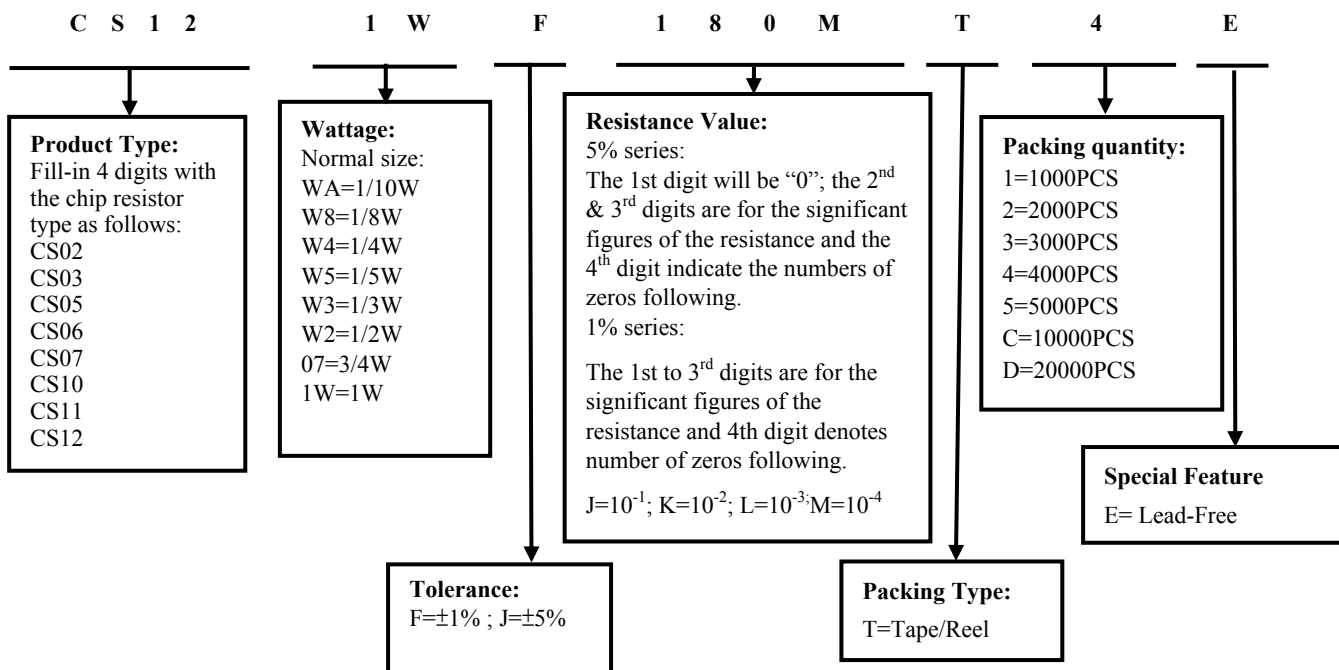 C S 1 2 1 W F 1 8 0 M T 4 E
Product Type:
Fill-in 4 digits with
the chip resistor
type as follows:
CS02
CS03
CS05
CS06
CS07
CS10
CS11
CS12
Wattage:
Normal size:
WA=1/10W
W8=1/8W
W4=1/4W
W5=1/5W
W3=1/3W
W2=1/2W
07=3/4W
1W=1W
Tolerance:
F=±1% ; J=±5%
Resistance Value:
5% series:
The 1st digit will be “0”; the 2nd
& 3rd digits are for the significant
figures of the resistance and the
4th digit indicate the numbers of
zeros following.
1% series:
The 1st to 3rd digits are for the
significant figures of the
resistance and 4th digit denotes
number of zeros following.
J=10-1; K=10-2; L=10-3;M=10-4
Packing Type:
T=Tape/Reel
Packing quantity:
1=1000PCS
2=2000PCS
3=3000PCS
4=4000PCS
5=5000PCS
C=10000PCS
D=20000PCS
Special Feature
E= Lead-Free